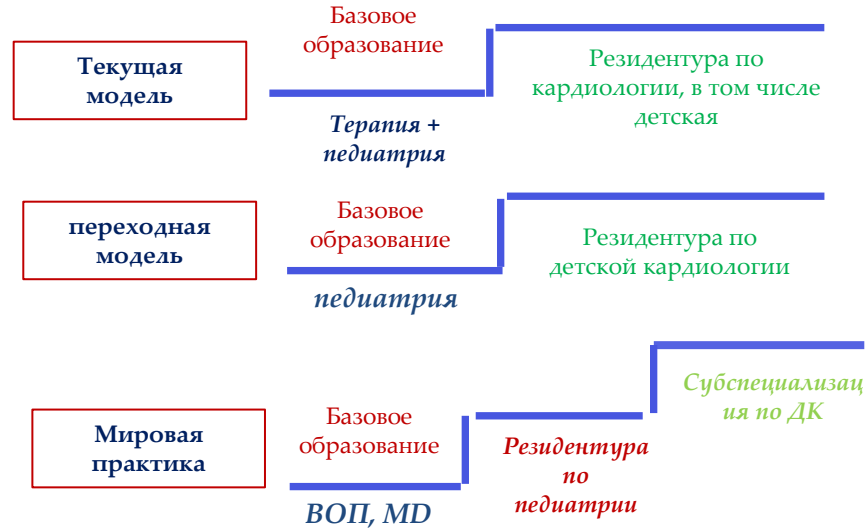 Текущая
модель
Базовое
образование
Терапия +
педиатрия
Резидентура по
кардиологии, в том числе
детская
переходная
модель
Базовое
образование
педиатрия
Резидентура по
детской кардиологии
Мировая
практика
Базовое
образование
ВОП, MD
Резидентура
по
педиатрии
Субспециализац
ия по ДК